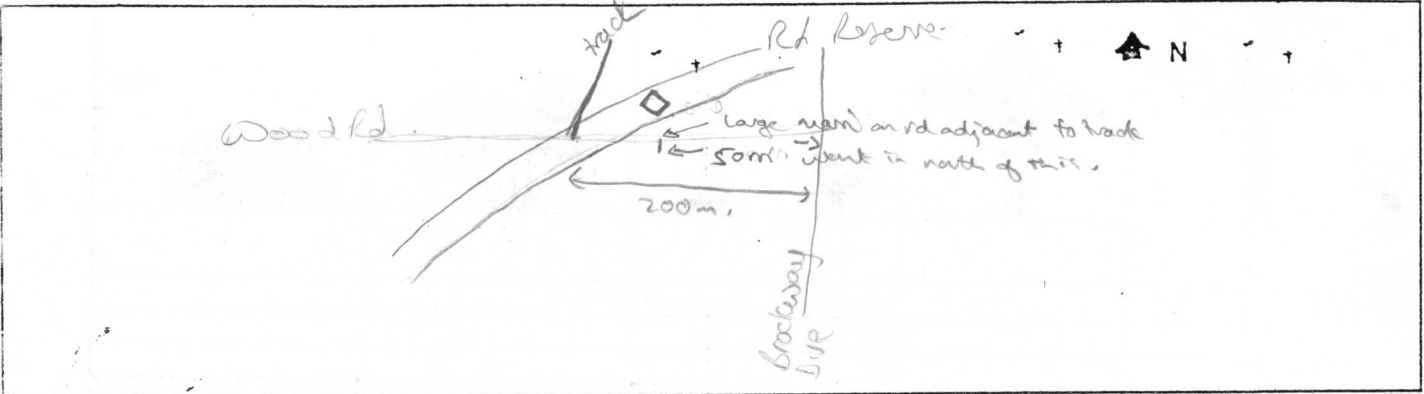 track
Rd Reserve
N
Wood Rd.
large marri on rd adjacent to track
50m went in north of this.
200m.
Brockway